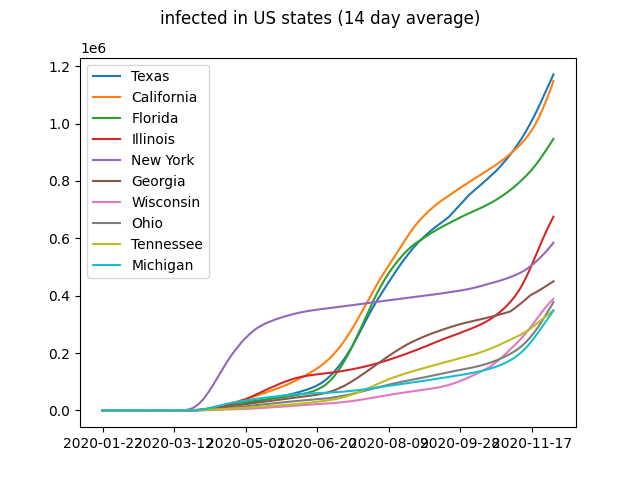 infected in US states (14 day average)
1e6
1.2
1.0
0.8
0.6
0.4
0.2
0.0
Texas
California
Florida
Illinois
New York
Georgia
Wisconsin
Ohio
Tennessee
Michigan
2020-01-22 2020-03-12 2020-05-01 2020-06-20 2020-08-09 2020-09-28 2020-11-17